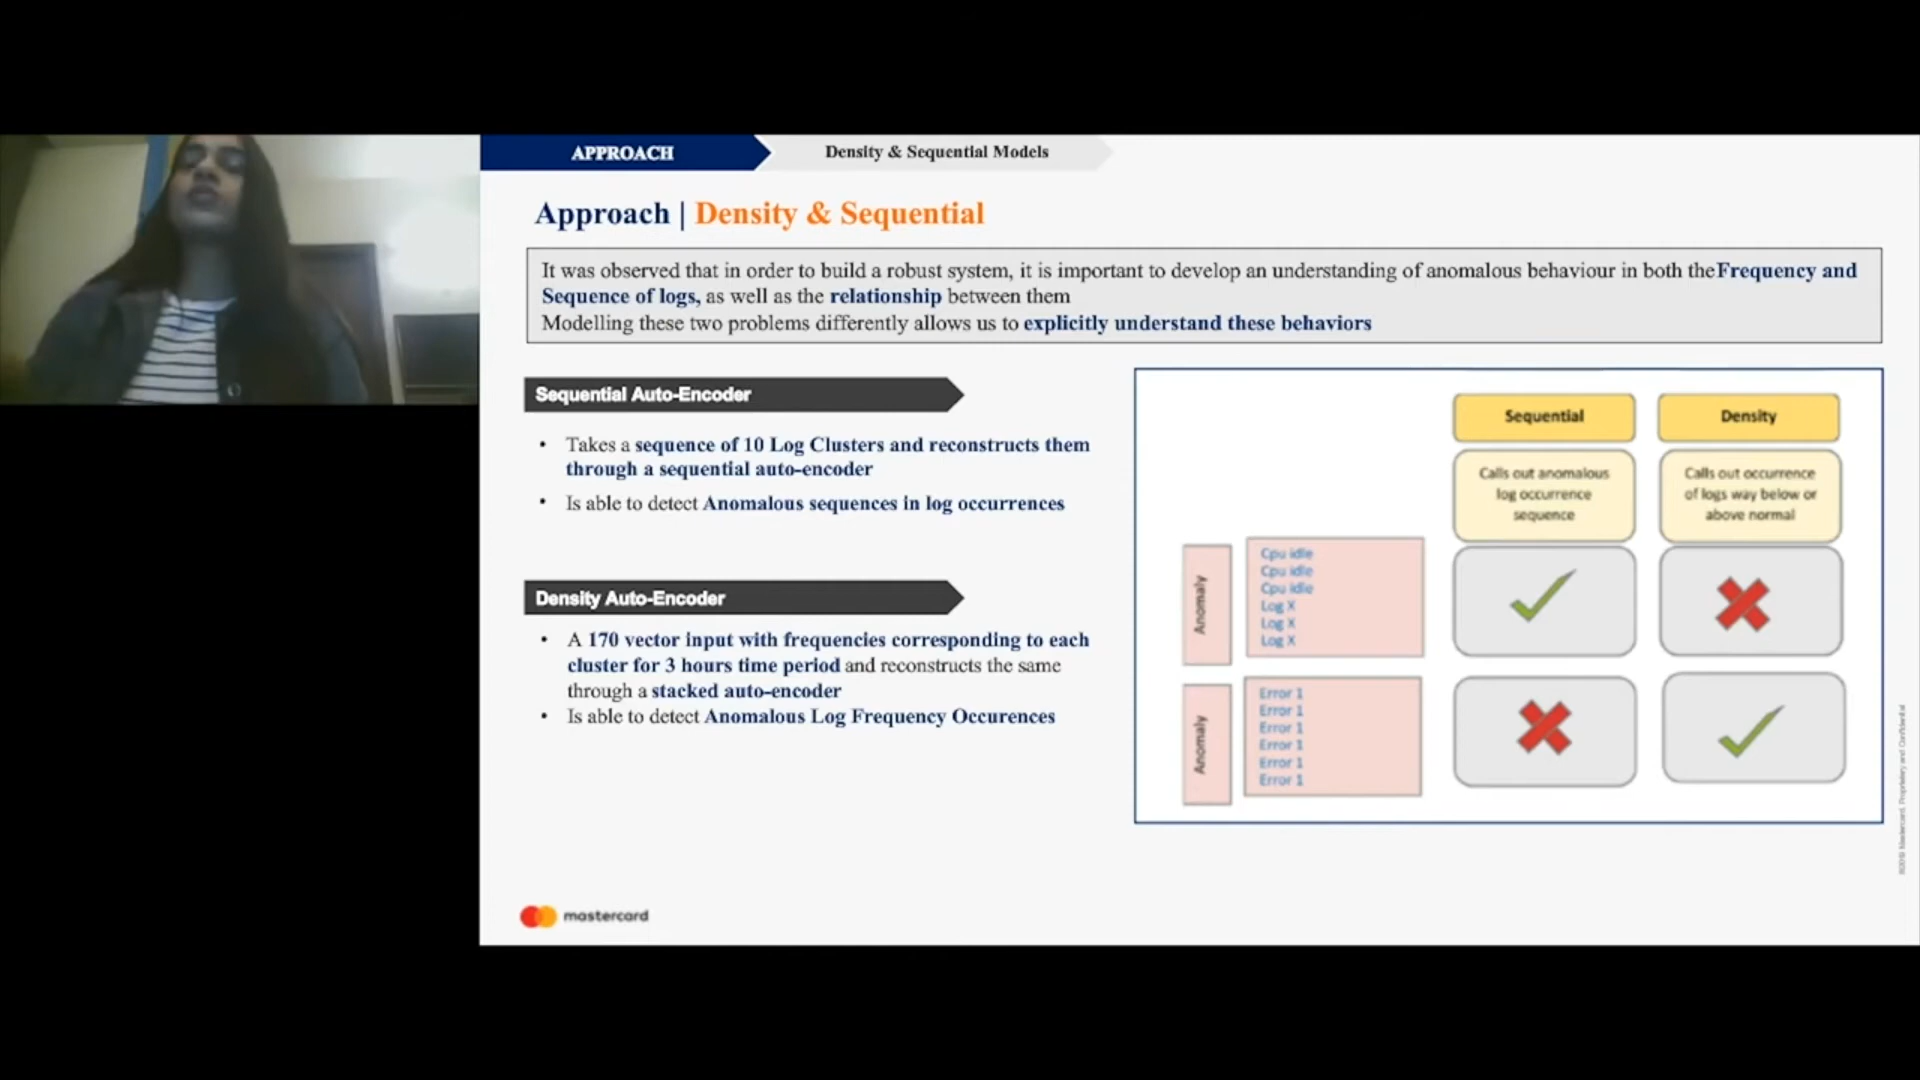 APPROACH
Density & Sequential Models
Approach | Density & Sequential
It was observed that in order to build a robust system, it is important to develop an understanding of anomalous behaviour in both theFrequency and
Sequence of logs, as well as the relationship between them
Modelling these two problems differently allows us to explicitly understand these behaviors
Sequential Auto-Encoder
• Takes a sequence of 10 Log Clusters and reconstructs them
through a sequential auto-encoder
• Is able to detect Anomalous sequences in log occurrences
Density Auto-Encoder
• A 170 vector input with frequencies corresponding to each
cluster for 3 hours time period and reconstructs the same
through a stacked auto-encoder
• Is able to detect Anomalous Log Frequency Occurences
Sequential
Density
Calls out anomalous
log occurrence
sequence
Calls out occurrence
of logs way below or
above normal
Anomaly
Cpu idle
Cpu idle
Cpu idle
Log X
Log X
Log X
Anomaly
Error 1
Error 1
Error 1
Error 1
Error 1
Error 1
mastercard
Mastercard. Proprietary and Confidential